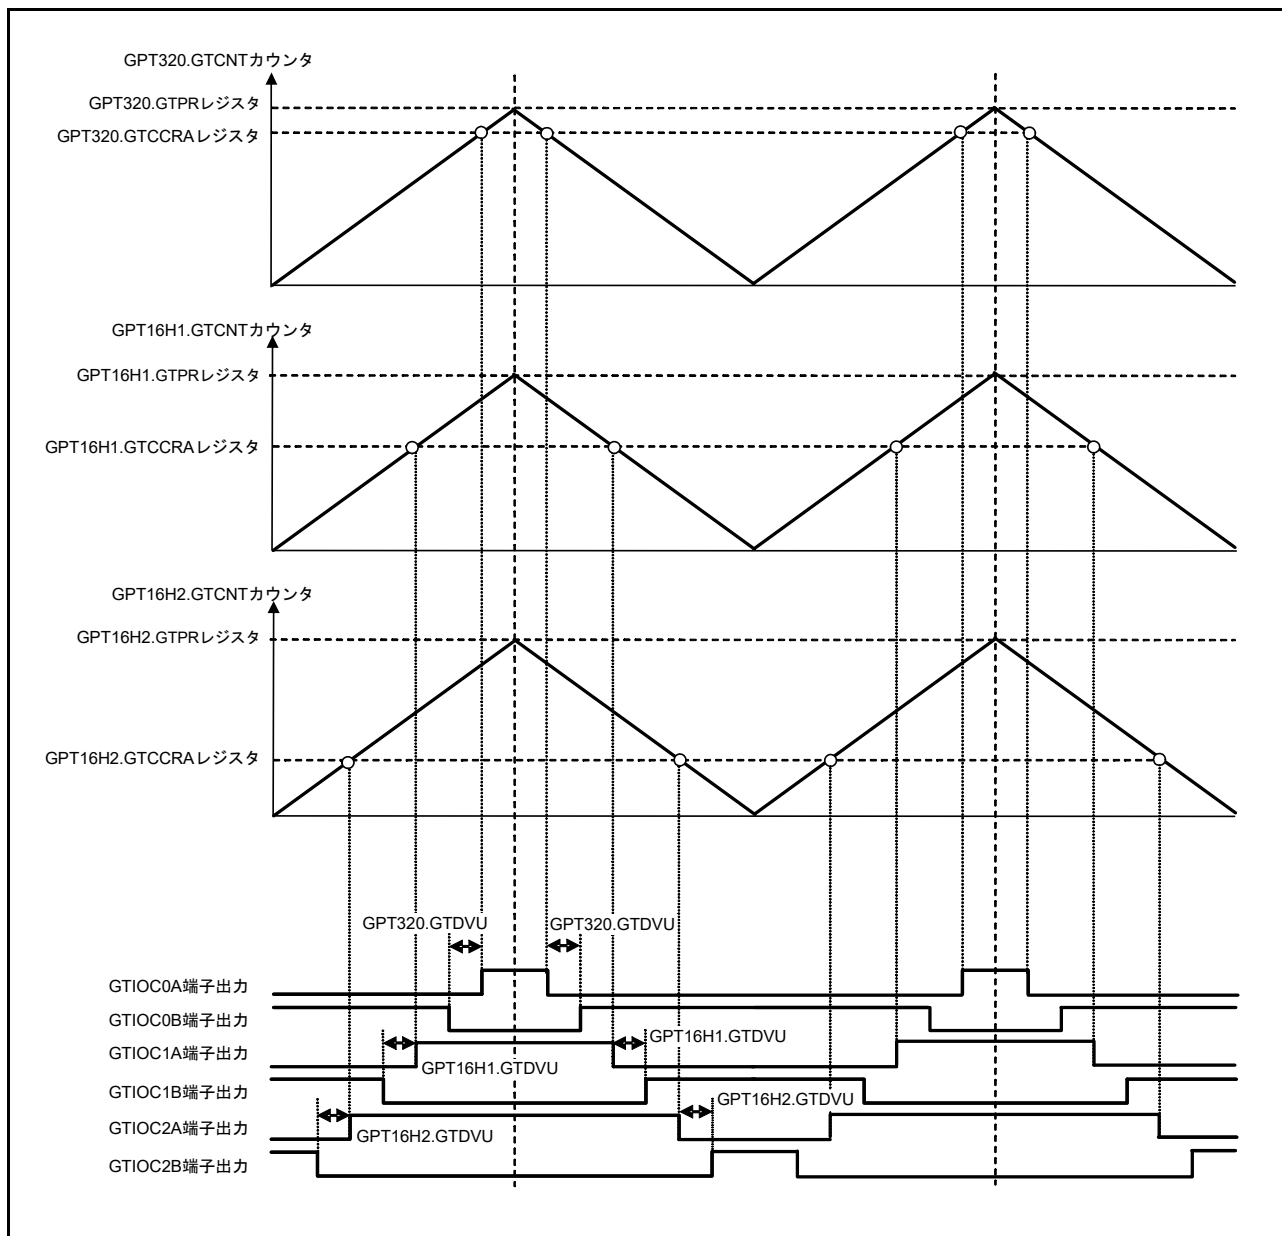 GPT320.GTCNTカウンタ
GPT320.GTPRレジスタ
GPT320.GTCCRAレジスタ
GPT16H1.GTCNTカウンタ
GPT16H1.GTPRレジスタ
GPT16H1.GTCCRAレジスタ
GPT16H2.GTCNTカウンタ
GPT16H2.GTPRレジスタ
GPT16H2.GTCCRAレジスタ
GPT320.GTDVU GPT320.GTDVU
GTIOC0A端子出力
GTIOC0B端子出力
GPT16H1.GTDVU
GTIOC1A端子出力
GPT16H1.GTDVU
GTIOC1B端子出力
GPT16H2.GTDVU
GTIOC2A端子出力
GPT16H2.GTDVU
GTIOC2B端子出力